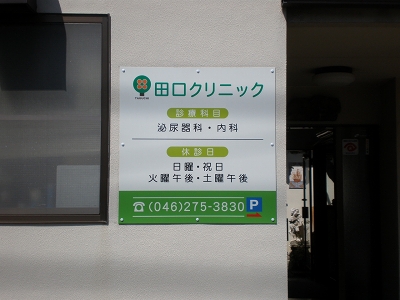 田口クリニック
診療科目
泌尿器科・内科
休診日
日曜・祝日
火曜午後・土曜午後
☎(046)275-3830 P